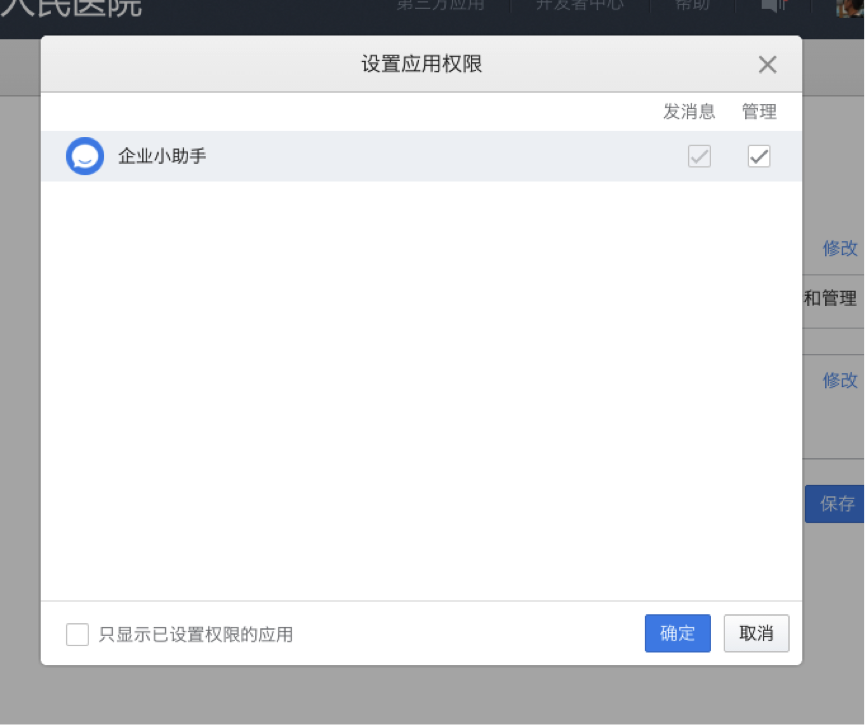 人民医院
第三方应用 开发者中心 帮助
设置应用权限
发消息 管理
企业小助手
修改
和管理
修改
保存
只显示已设置权限的应用 确定 取消